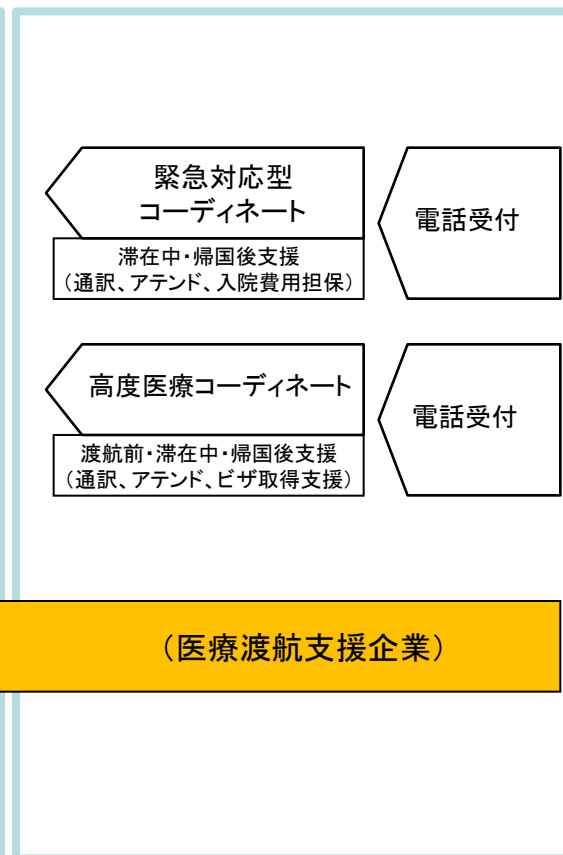 緊急対応型
コーディネート
電話受付
滞在中・帰国後支援
（通訳、アテンド、入院費用担保）
高度医療コーディネート
電話受付
渡航前・滞在中・帰国後支援
（通訳、アテンド、ビザ取得支援）
（医療渡航支援企業）